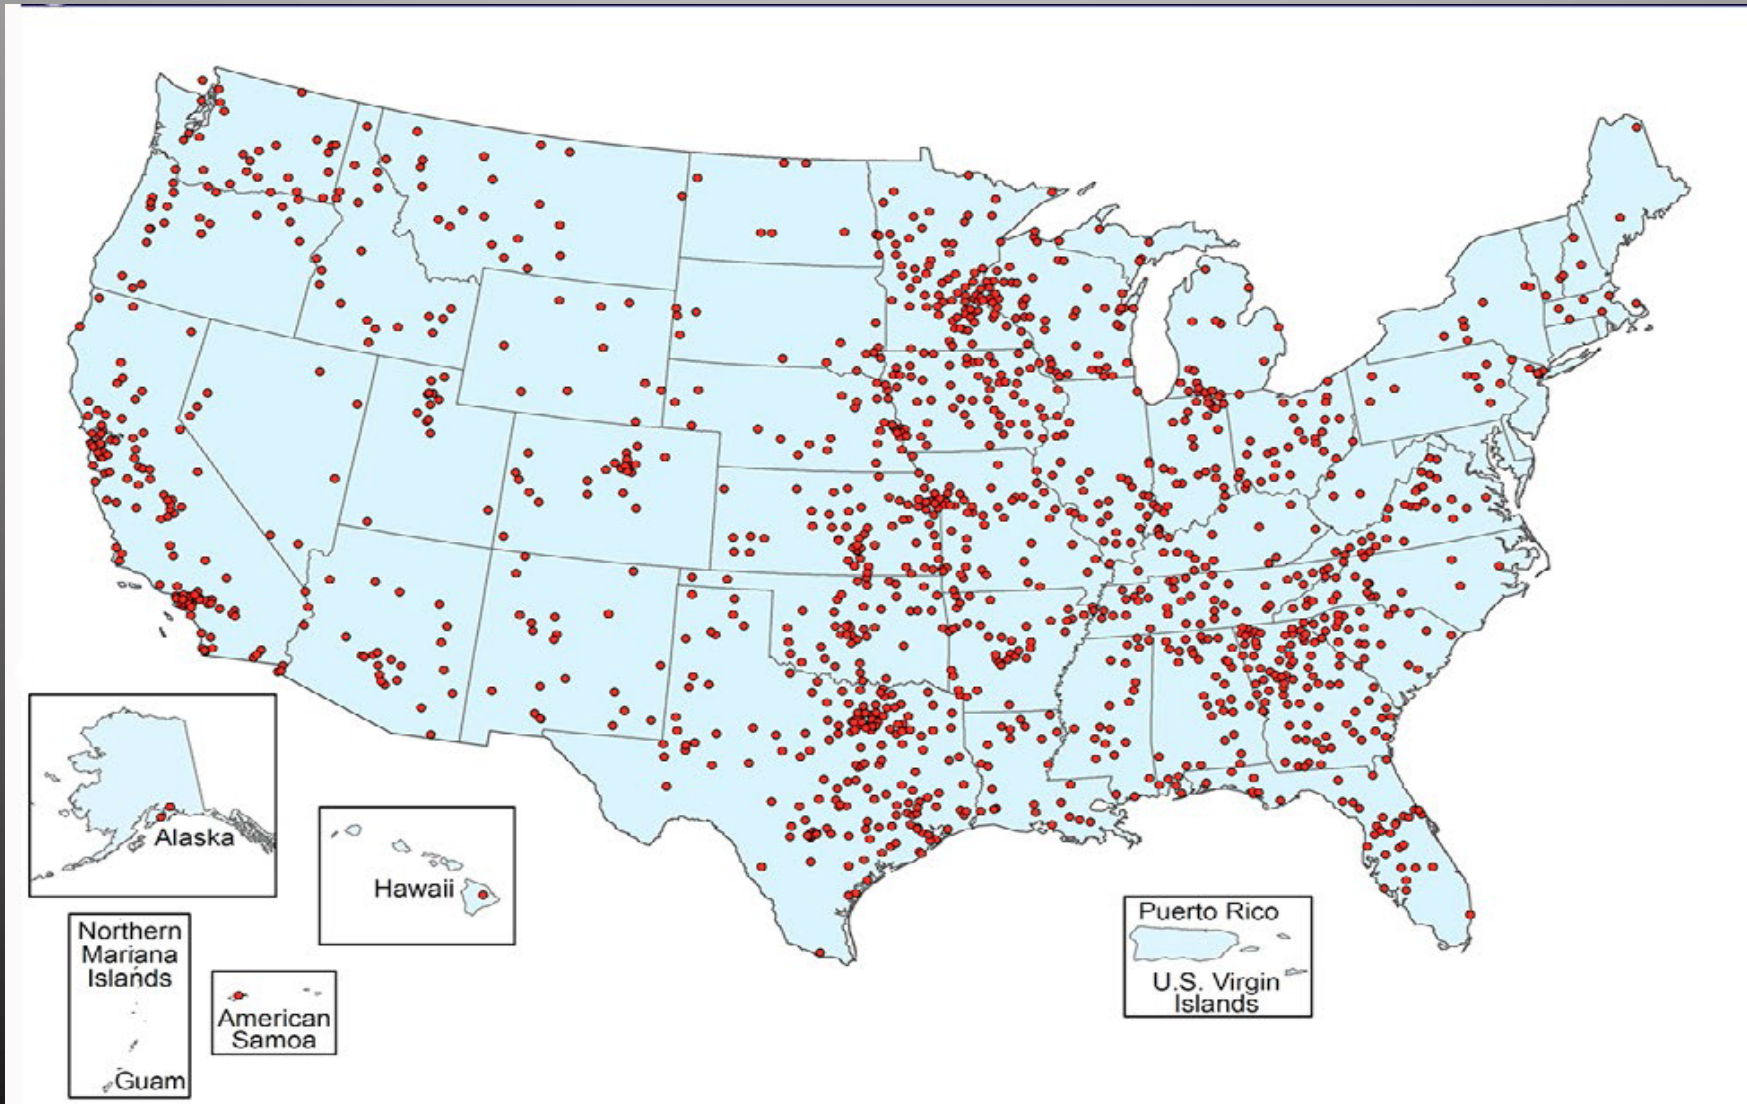 Alaska
Hawaii
Northern
Mariana
Islands
Guam
American
Samoa
Puerto Rico
U.S. Virgin
Islands